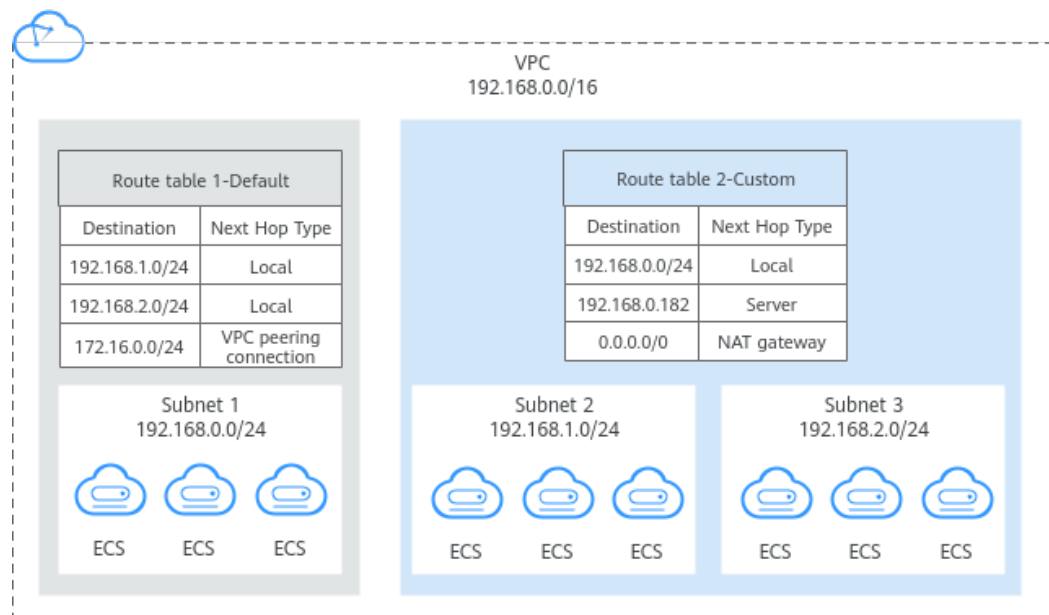 VPC
192.168.0.0/16
Route table 1-Default
Destination Next Hop Type
192.168.1.0/24 Local
192.168.2.0/24 Local
172.16.0.0/24 VPC peering
connection
Subnet 1
192.168.0.0/24
ECS ECS ECS
Route table 2-Custom
Destination Next Hop Type
192.168.0.0/24 Local
192.168.0.182 Server
0.0.0.0/0 NAT gateway
Subnet 2
192.168.1.0/24
ECS ECS ECS
Subnet 3
192.168.2.0/24
ECS ECS ECS